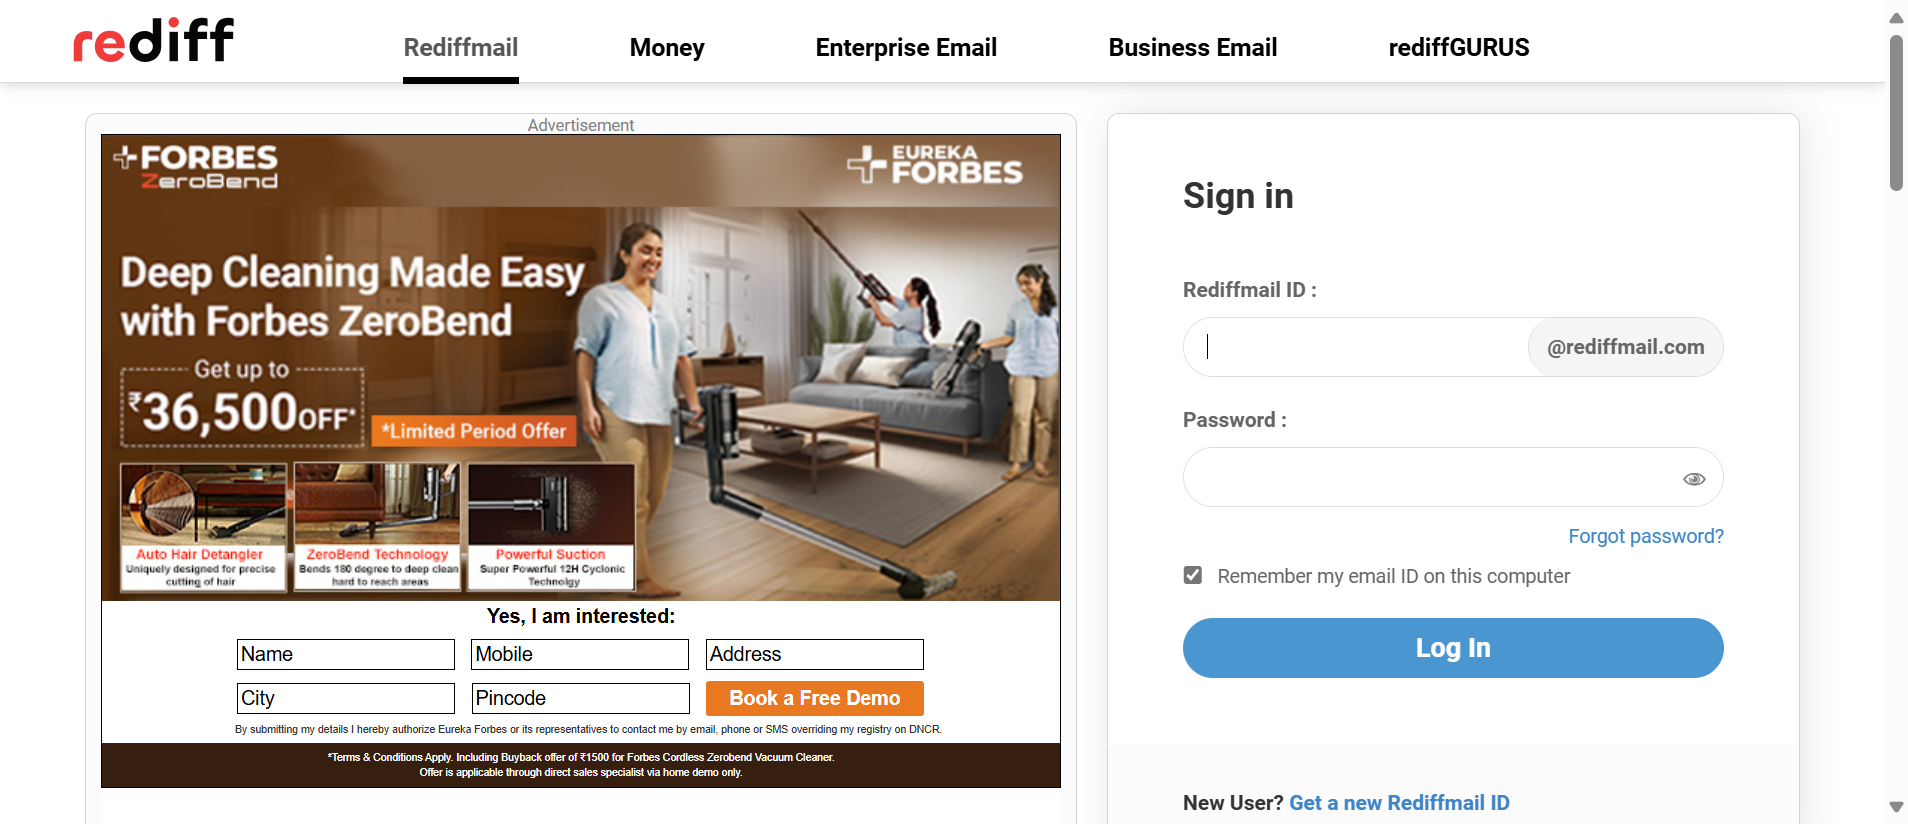 rediff
Rediffmail
Money
Enterprise Email
Business Email
rediffGURUS
Advertisement
FORBES
ZeroBend
EUREKA
FORBES
Deep Cleaning Made Easy
with Forbes ZeroBend
Get up to
₹36,500 OFF*
*Limited Period Offer
Auto Hair Detangler
Uniquely designed for precise
cutting of hair
ZeroBend Technology
Bends 180 degree to deep clean
hard to reach areas
Powerful Suction
Super Powerful 12H Cyclonic
Technolgy
Yes, I am interested:
Name
Mobile
Address
City
Pincode
Book a Free Demo
By submitting my details I hereby authorize Eureka Forbes or its representatives to contact me by email, phone or SMS overriding my registry on DNCR.
*Terms & Conditions Apply. Including Buyback offer of ₹1500 for Forbes Cordless Zerobend Vacuum Cleaner.
Offer is applicable through direct sales specialist via home demo only.
Sign in
Rediffmail ID :
@rediffmail.com
Password :
Forgot password?
Remember my email ID on this computer
Log In
New User? Get a new Rediffmail ID